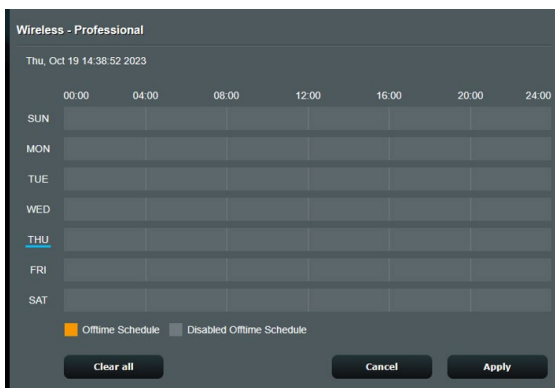 Wireless - Professional
Thu, Oct 19 14:38:52 2023
00:00 04:00 08:00 12:00 16:00 20:00 24:00
SUN
MON
TUE
WED
THU
FRI
SAT
Offtime Schedule Disabled Offtime Schedule
Clear all Cancel Apply